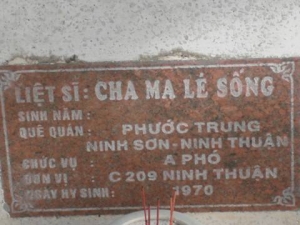 LIỆT SĨ: CHA MA LÉ SỐNG
SINH NĂM :
QUÊ QUÁN : PHƯỚC TRUNG
NINH SƠN - NINH THUẬN
CHỨC VỤ : A PHÓ
ĐƠN VỊ : C 209 NINH THUẬN
NGÀY HY SINH: 1970